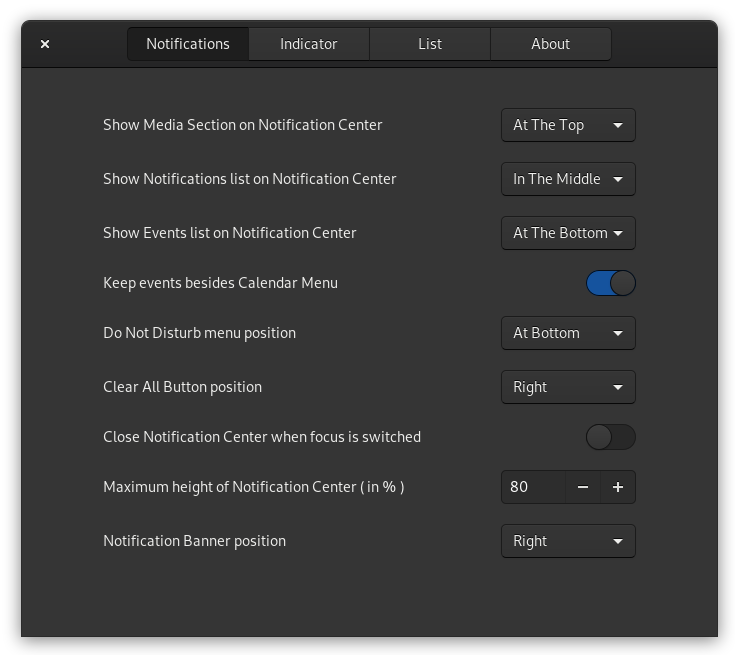 Notifications Indicator List About
Show Media Section on Notification Center At The Top
Show Notifications list on Notification Center In The Middle
Show Events list on Notification Center At The Bottom
Keep events besides Calendar Menu
Do Not Disturb menu position At Bottom
Clear All Button position Right
Close Notification Center when focus is switched
Maximum height of Notification Center ( in % ) 80
Notification Banner position Right